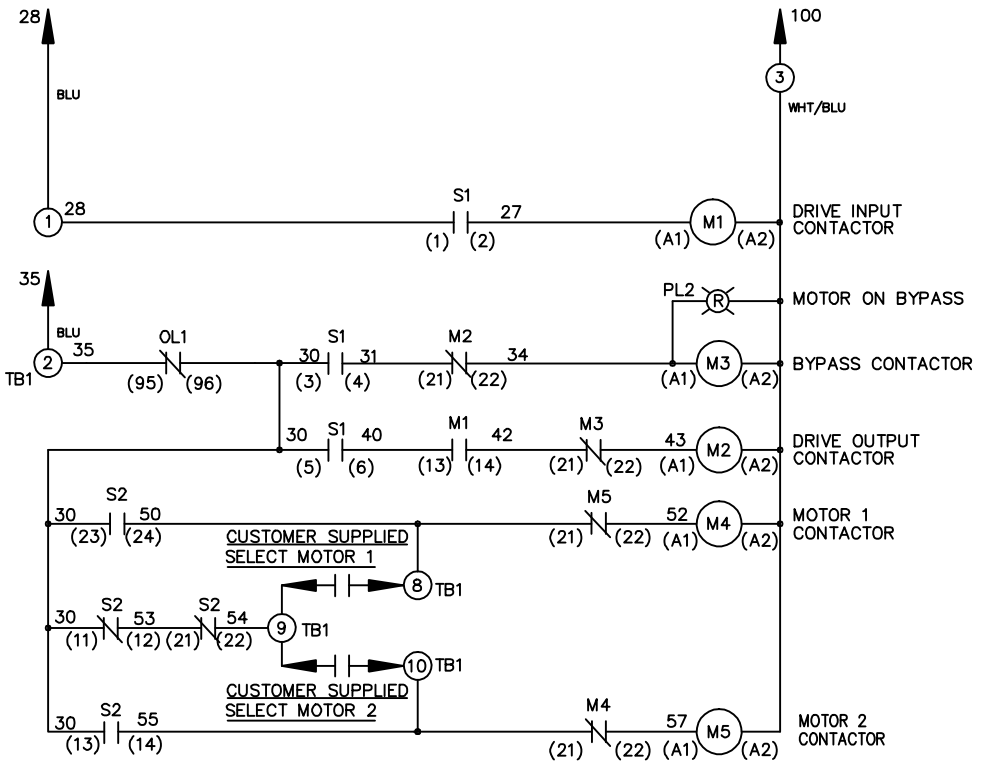 28
100
3
BLU
WHT/BLU
S1
28
27
DRIVE INPUT
1
M1
CONTACTOR
(1) (2)
(A1) (A2)
35
PL2
R
MOTOR ON BYPASS
BLU
OL1
S1
M2
35
30 31
34
2
M3
BYPASS CONTACTOR
TB1
(95) (96)
(3) (4)
(21) (22)
(A1) (A2)
S1
M1
M3
30 40
42
43
DRIVE OUTPUT
M2
CONTACTOR
(5) (6)
(13) (14)
(21) (22)
(A1) (A2)
S2
M5
30 50
52
MOTOR 1
M4
CONTACTOR
(23) (24)
(21) (22)
(A1) (A2)
CUSTOMER SUPPLIED
SELECT MOTOR 1
8 TB1
S2 S2
30 53 54
9 TB1
(11) (12) (21) (22)
10 TB1
CUSTOMER SUPPLIED
SELECT MOTOR 2
S2
M4
30 55
57
MOTOR 2
M5
CONTACTOR
(13) (14)
(21) (22)
(A1) (A2)